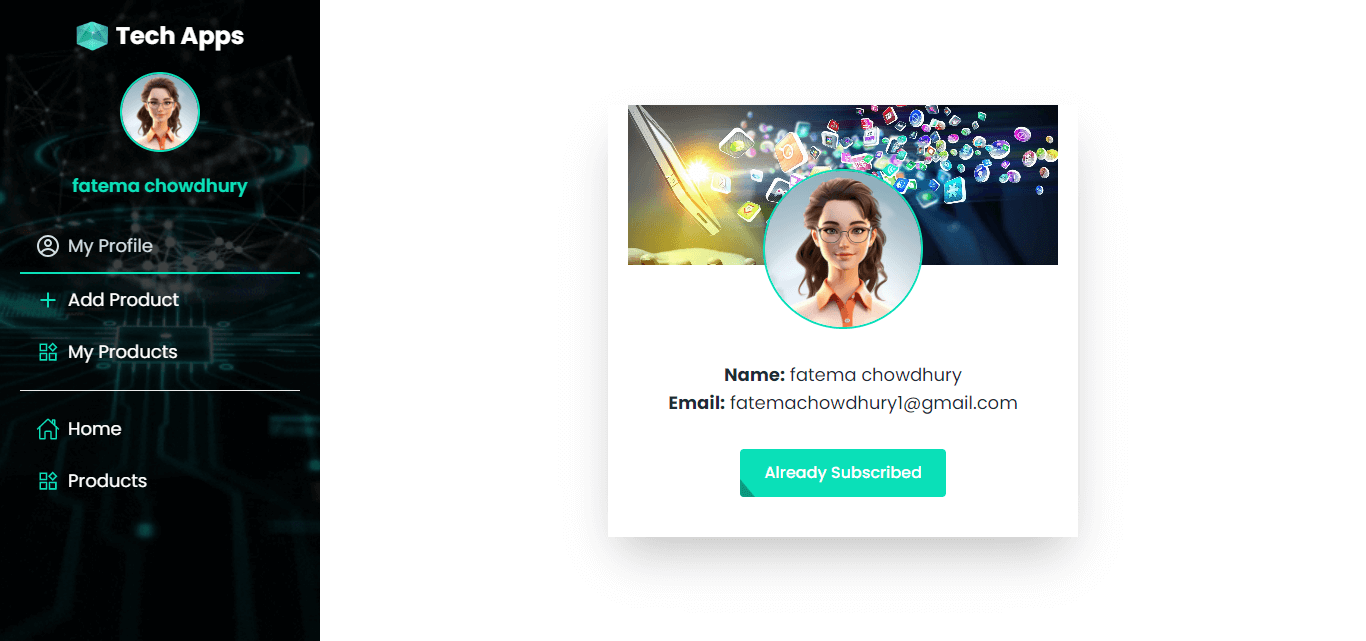 Tech Apps
fatema chowdhury
My Profile
Add Product
My Products
Home
Products
Name: fatema chowdhury
Email: fatemachowdhury1@gmail.com
Already Subscribed